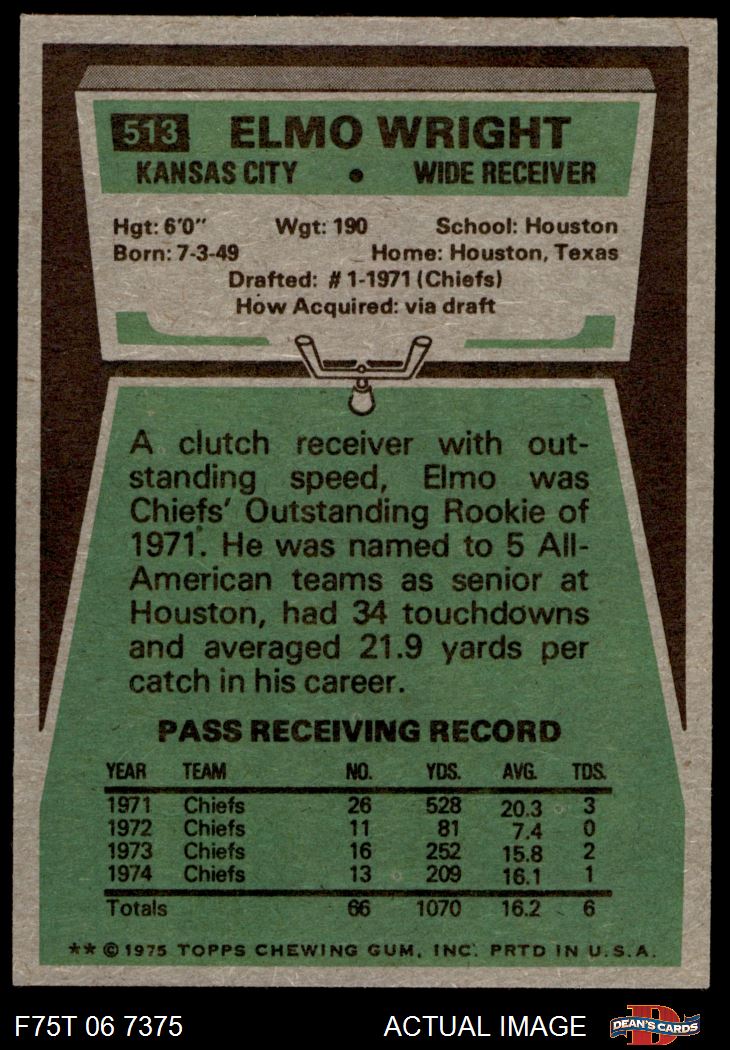 513 ELMO WRIGHT
KANSAS CITY • WIDE RECEIVER
Hgt: 6'0" Wgt: 190 School: Houston
Born: 7-3-49 Home: Houston, Texas
Drafted: #1-1971 (Chiefs)
How Acquired: via draft
A clutch receiver with out-
standing speed, Elmo was
Chiefs' Outstanding Rookie of
1971. He was named to 5 All-
American teams as senior at
Houston, had 34 touchdowns
and averaged 21.9 yards per
catch in his career.
PASS RECEIVING RECORD
YEAR TEAM NO. YDS. AVG. TDS.
1971 Chiefs 26 528 20.3 3
1972 Chiefs 11 81 7.4 0
1973 Chiefs 16 252 15.8 2
1974 Chiefs 13 209 16.1 1
Totals 66 1070 16.2 6
** © 1975 TOPPS CHEWING GUM, INC. PRTD IN U.S.A.
F75T 06 7375 ACTUAL IMAGE D DEAN'S CARDS